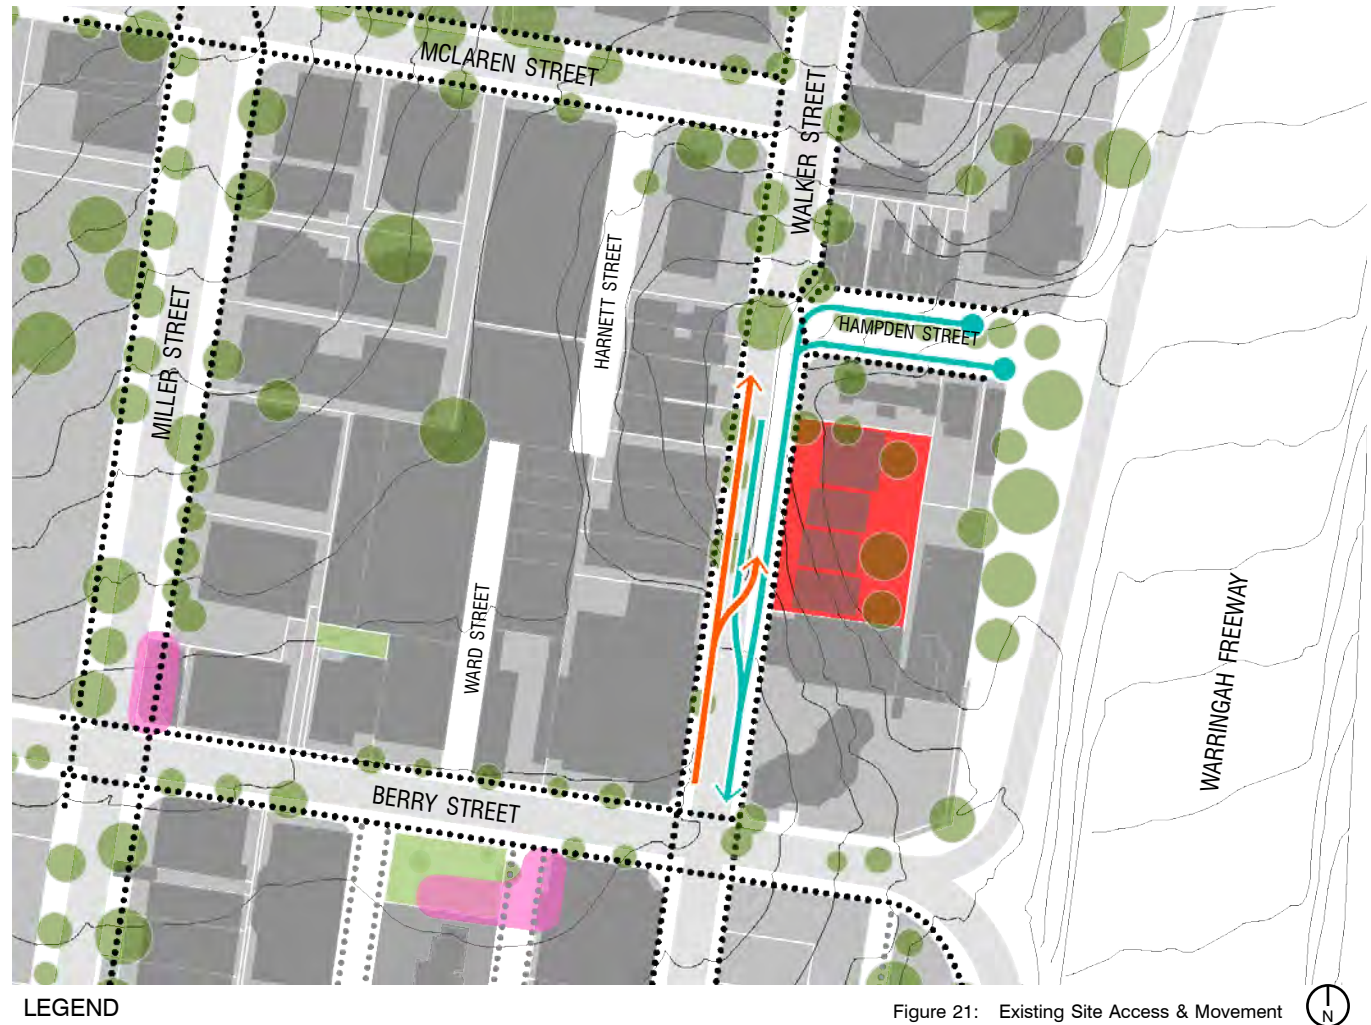 MCLAREN STREET
WALKER STREET
HARNETT STREET
HAMPDEN STREET
MILLER STREET
WARD STREET
WARRINGAH FREEWAY
BERRY STREET
LEGEND
Figure 21: Existing Site Access & Movement
N